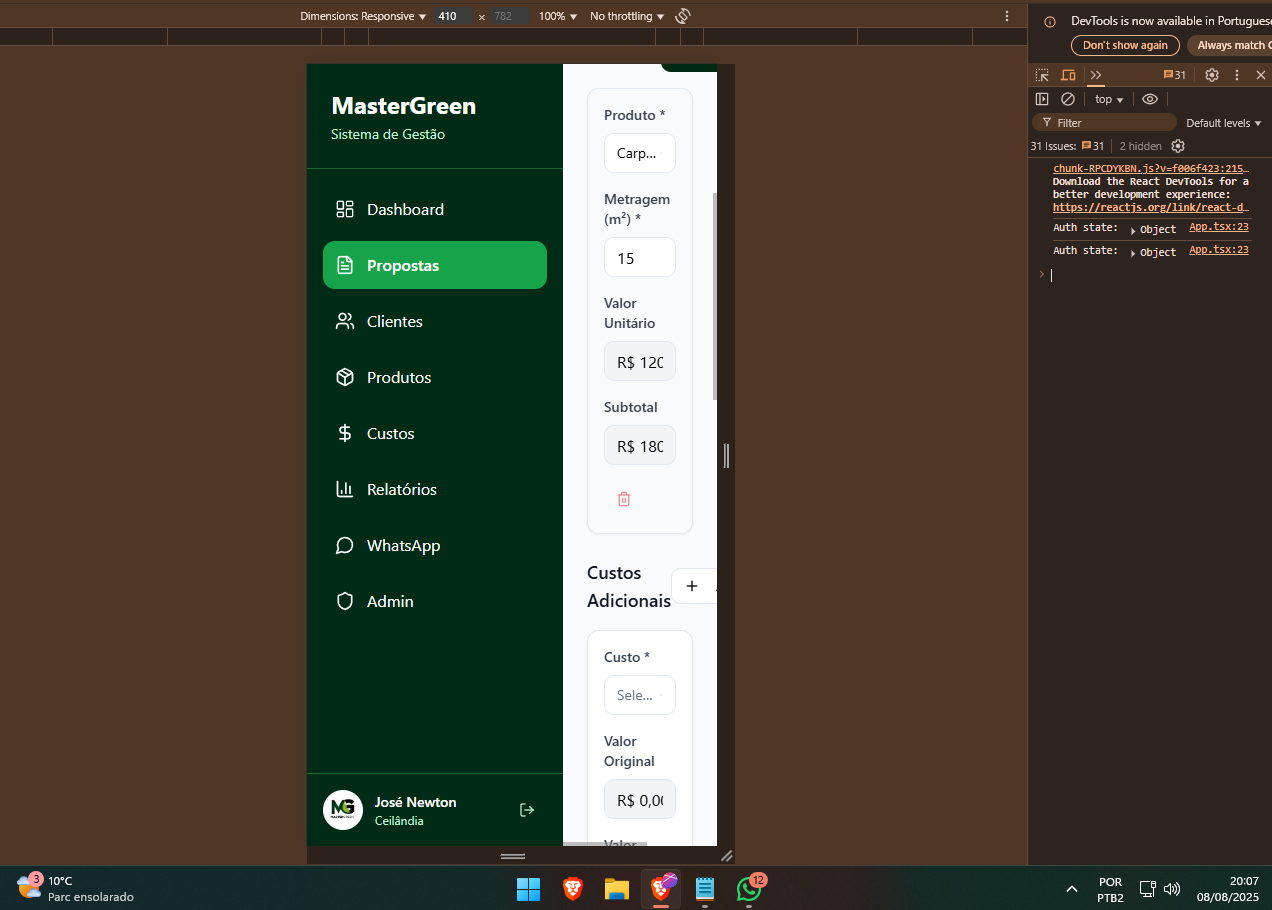 Dimensions: Responsive ▼ 410 × 782 100% ▼ No throttling ▼
MasterGreen
Sistema de Gestão
Dashboard
Propostas
Clientes
Produtos
Custos
Relatórios
WhatsApp
Admin
José Newton
Ceilândia
Produto *
Carp...
Metragem
(m²) *
15
Valor
Unitário
R$ 120
Subtotal
R$ 180
Custos
Adicionais
+
Custo *
Sele...
Valor
Original
R$ 0,00
Valor
DevTools is now available in Portuguese
Don't show again
Always match C
31
top ▼
Filter
Default levels ▼
31 Issues: 31
2 hidden
chunk-RPCDYKBN.js?v=f006f423:215…
Download the React DevTools for a
better development experience:
https://reactjs.org/link/react-d…
Auth state: ▶ Object App.tsx:23
Auth state: ▶ Object App.tsx:23
3
10°C
Parc ensolarado
12
POR
PTB2
20:07
08/08/2025